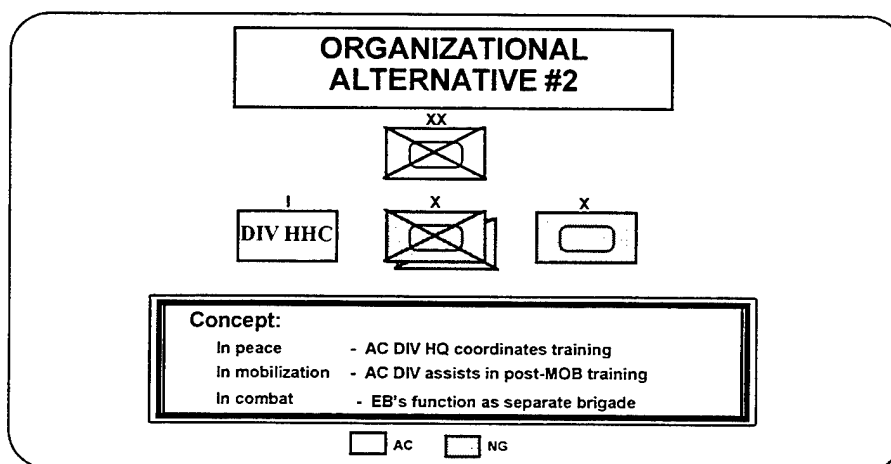 ORGANIZATIONAL
ALTERNATIVE #2
XX
I X X
DIV HHC
Concept:
In peace - AC DIV HQ coordinates training
In mobilization - AC DIV assists in post-MOB training
In combat - EB's function as separate brigade
AC NG